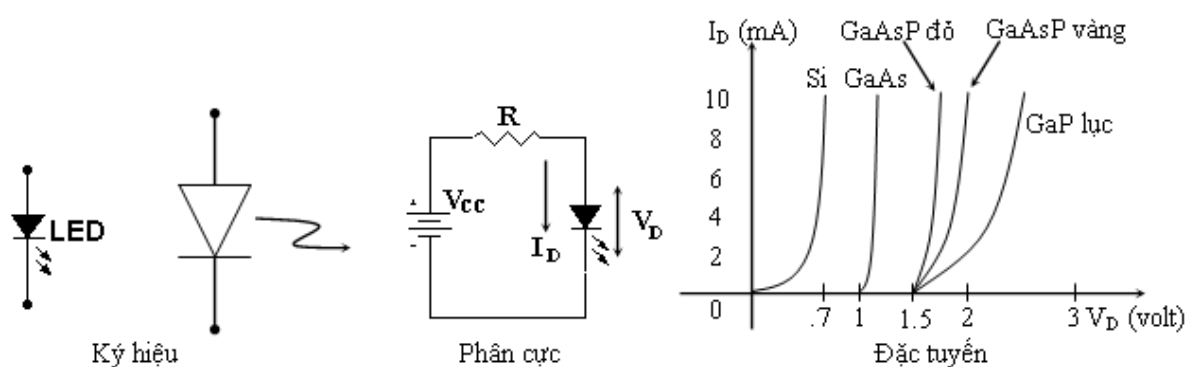 LED
Ký hiệu
R
VCC
+
-
ID
VD
Phân cực
ID (mA)
GaAsP đỏ
GaAsP vàng
Si
GaAs
GaP lục
10
8
6
4
2
0
.7
1
1.5
2
3
VD (volt)
Đặc tuyến